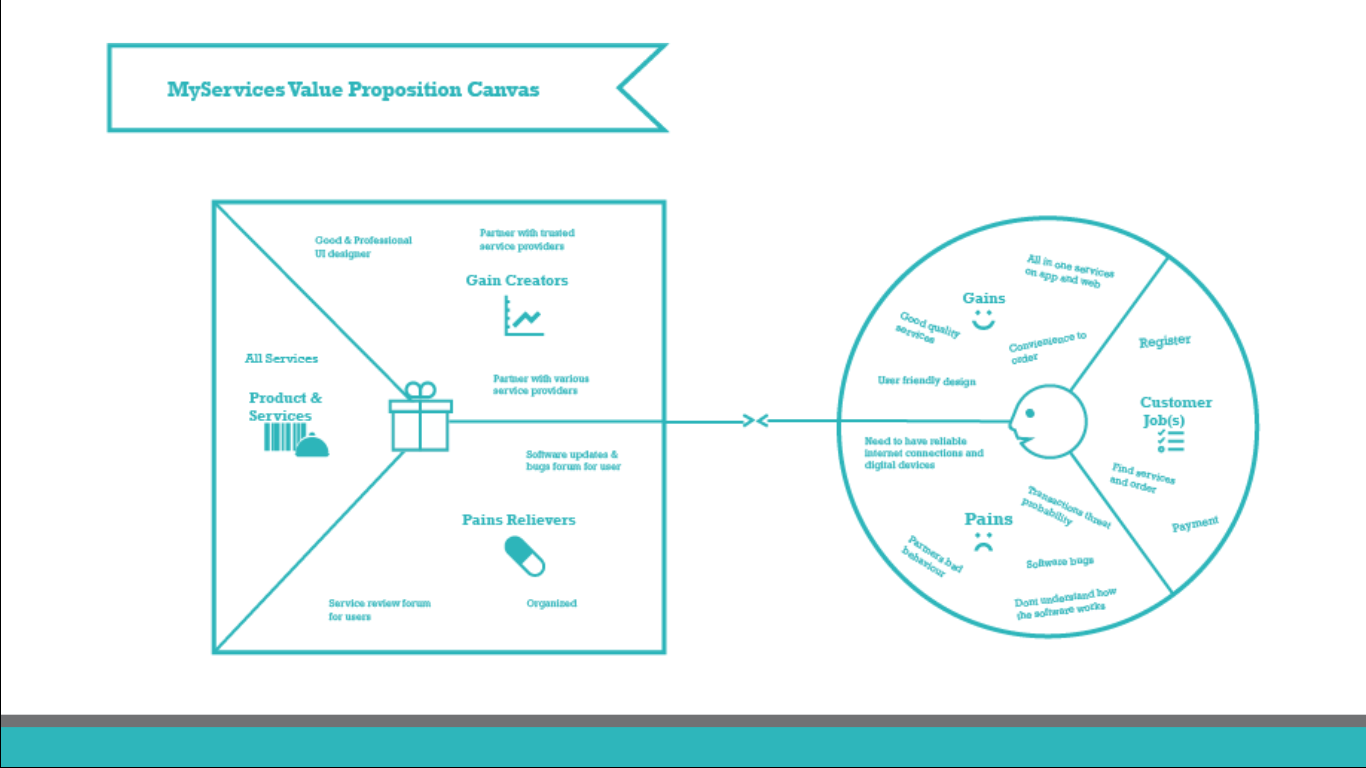 MyServices Value Proposition Canvas
Good & Professional
UI designer
Partner with trusted
service providers
Gain Creators
Partner with various
service providers
All Services
Product &
Services
Software updates &
bugs forum for user
Pains Relievers
Service review forum
for users
Organized
All in one services
on app and web
Gains
Good quality
services
Convenience to
order
User friendly design
Register
Customer
Job(s)
Find services
and order
Payment
Need to have reliable
internet connections and
digital devices
Transactions threat
probability
Pains
Partners bad
behaviour
Software bugs
Dont understand how
the software works